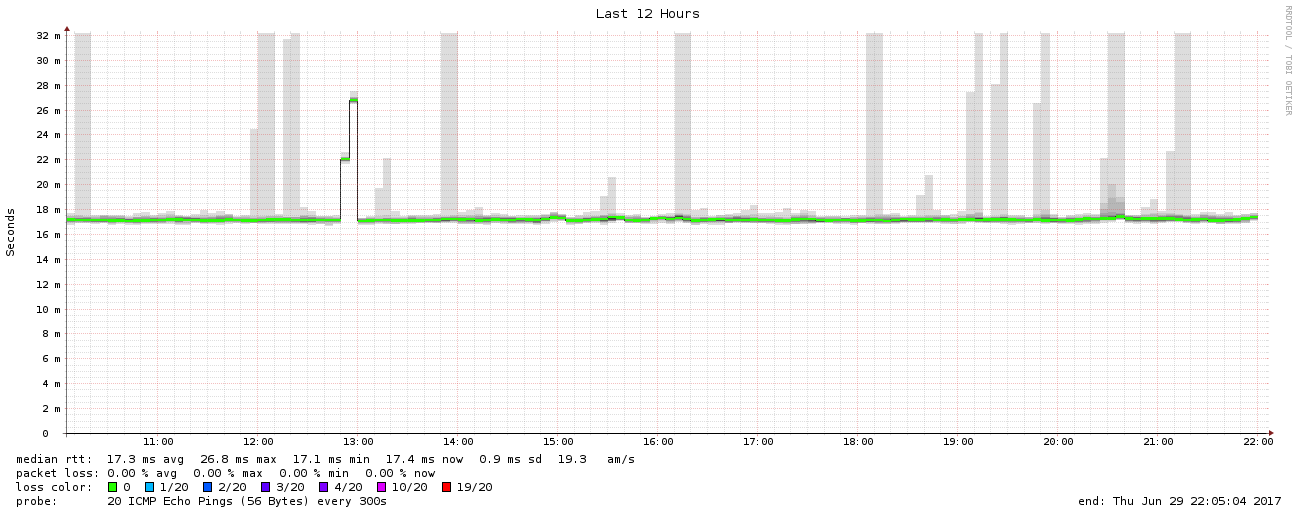 Last 12 Hours
RRDTOOL / TOBI OETIKER
Seconds
32 m
30 m
28 m
26 m
24 m
22 m
20 m
18 m
16 m
14 m
12 m
10 m
8 m
6 m
4 m
2 m
0
11:00 12:00 13:00 14:00 15:00 16:00 17:00 18:00 19:00 20:00 21:00 22:00
median rtt: 17.3 ms avg 26.8 ms max 17.1 ms min 17.4 ms now 0.9 ms sd 19.3 am/s
packet loss: 0.00 % avg 0.00 % max 0.00 % min 0.00 % now
loss color: 0 1/20 2/20 3/20 4/20 10/20 19/20
probe: 20 ICMP Echo Pings (56 Bytes) every 300s end: Thu Jun 29 22:05:04 2017